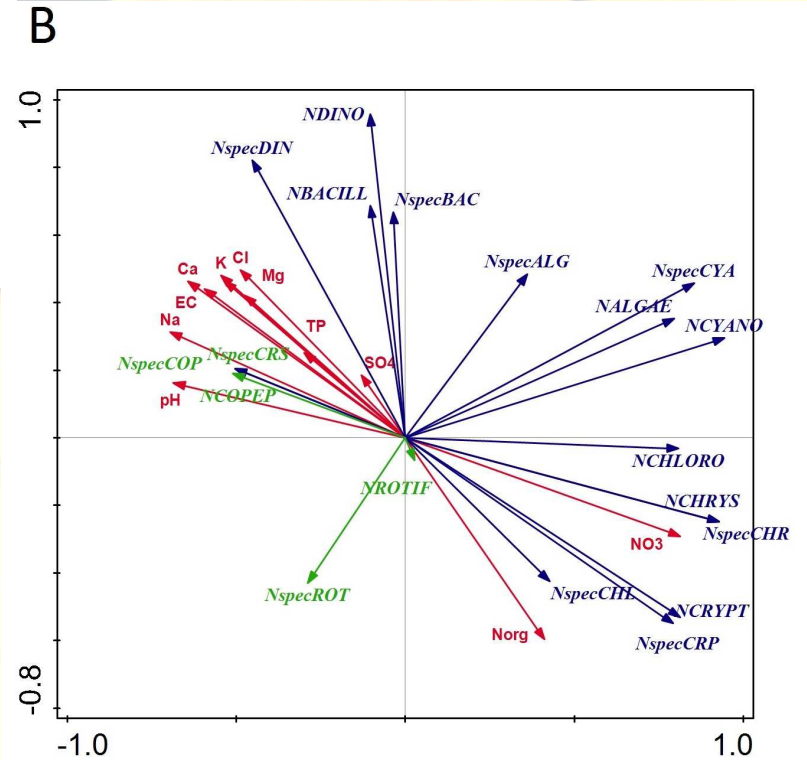 B
1.0
NDINO
NspecDIN
NBACILL
NspecBAC
NspecALG
NspecCYA
Ca
K
Cl
Mg
EC
NALGAE
Na
TP
NCYANO
NspecCOP
NspecCRS
SO4
pH
NCOPEP
NCHLORO
NROTIF
NCHRYS
NO3
NspecCHR
NspecROT
NspecCHL
NCRYPT
Norg
NspecCRP
-0.8
-1.0
1.0